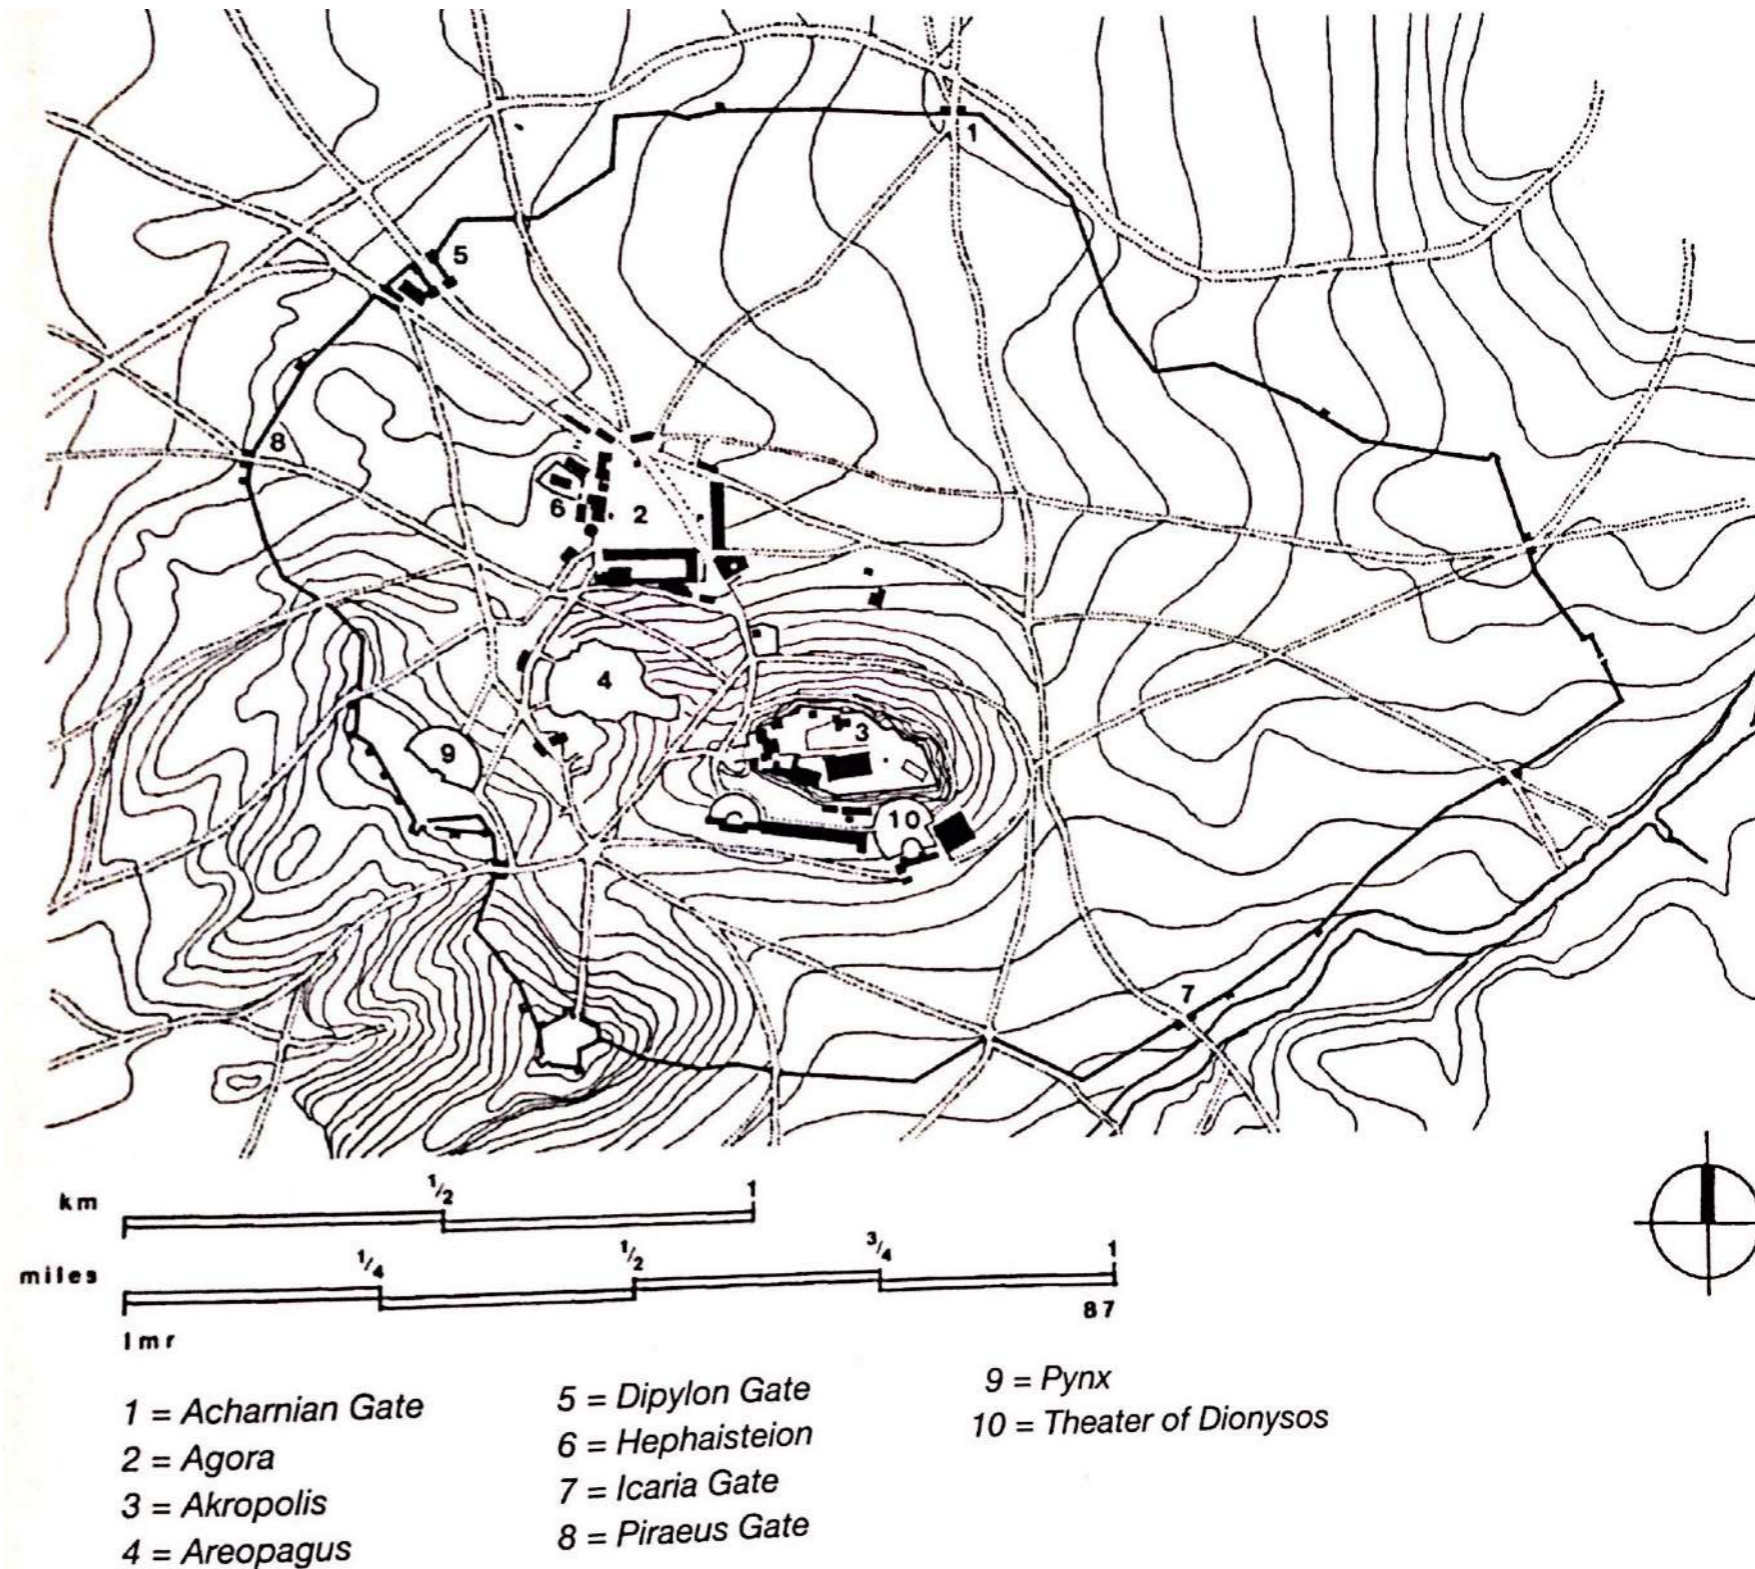 1
5
8
6
2
4
3
9
10
7
km 1/2 1
miles 1/4 1/2 3/4 1
lmr 87
1 = Acharnian Gate
2 = Agora
3 = Akropolis
4 = Areopagus
5 = Dipylon Gate
6 = Hephaisteion
7 = Icaria Gate
8 = Piraeus Gate
9 = Pynx
10 = Theater of Dionysos